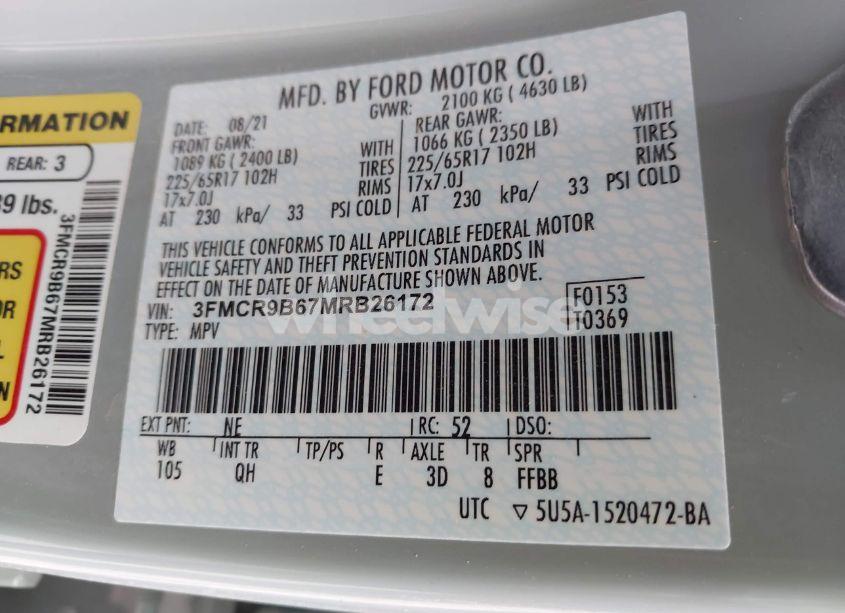 RMATION
REAR: 3
39 lbs.
3FMCR9B67MRB26172
RS
OR
L
N
MFD. BY FORD MOTOR CO.
DATE: 08/21 GVWR: 2100 KG ( 4630 LB)
FRONT GAWR: WITH REAR GAWR: WITH
1089 KG ( 2400 LB) TIRES 1066 KG ( 2350 LB) TIRES
225/65R17 102H RIMS 225/65R17 102H RIMS
17x7.0J 17x7.0J
AT 230 kPa/ 33 PSI COLD AT 230 kPa/ 33 PSI COLD
THIS VEHICLE CONFORMS TO ALL APPLICABLE FEDERAL MOTOR
VEHICLE SAFETY AND THEFT PREVENTION STANDARDS IN
EFFECT ON THE DATE OF MANUFACTURE SHOWN ABOVE.
VIN: 3FMCR9B67MRB26172 F0153
TYPE: MPV T0369
wheelwise
EXT PNT: NE RC: 52 DSO:
WB INT TR TP/PS R AXLE TR SPR
105 QH E 3D 8 FFBB
UTC ▽ 5U5A-1520472-BA